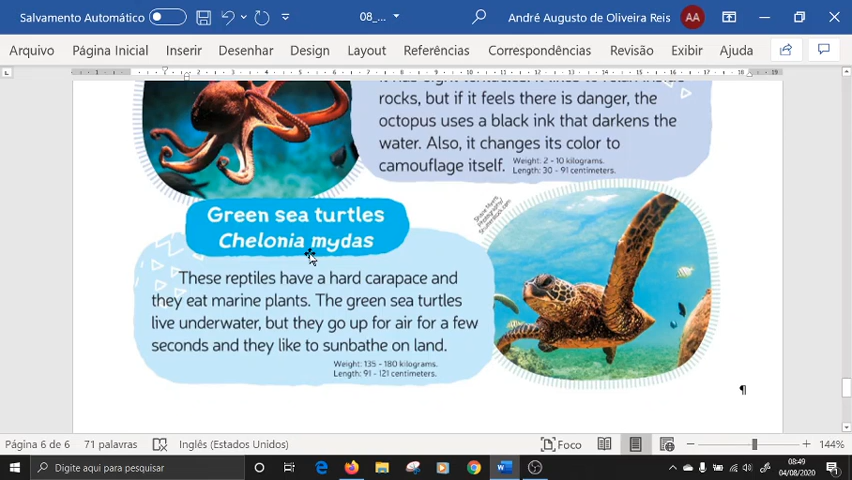 Salvamento Automático
08_...
André Augusto de Oliveira Reis
AA
Arquivo
Página Inicial
Inserir
Desenhar
Design
Layout
Referências
Correspondências
Revisão
Exibir
Ajuda
rocks, but if it feels there is danger, the
octopus uses a black ink that darkens the
water. Also, it changes its color to
camouflage itself.
Weight: 2 - 10 kilograms.
Length: 30 - 91 centimeters.
Green sea turtles
Chelonia mydas
These reptiles have a hard carapace and
they eat marine plants. The green sea turtles
live underwater, but they go up for air for a few
seconds and they like to sunbathe on land.
Weight: 135 - 180 kilograms.
Length: 91 - 121 centimeters.
Página 6 de 6
71 palavras
Inglês (Estados Unidos)
Foco
144%
Digite aqui para pesquisar
08:49
04/08/2020